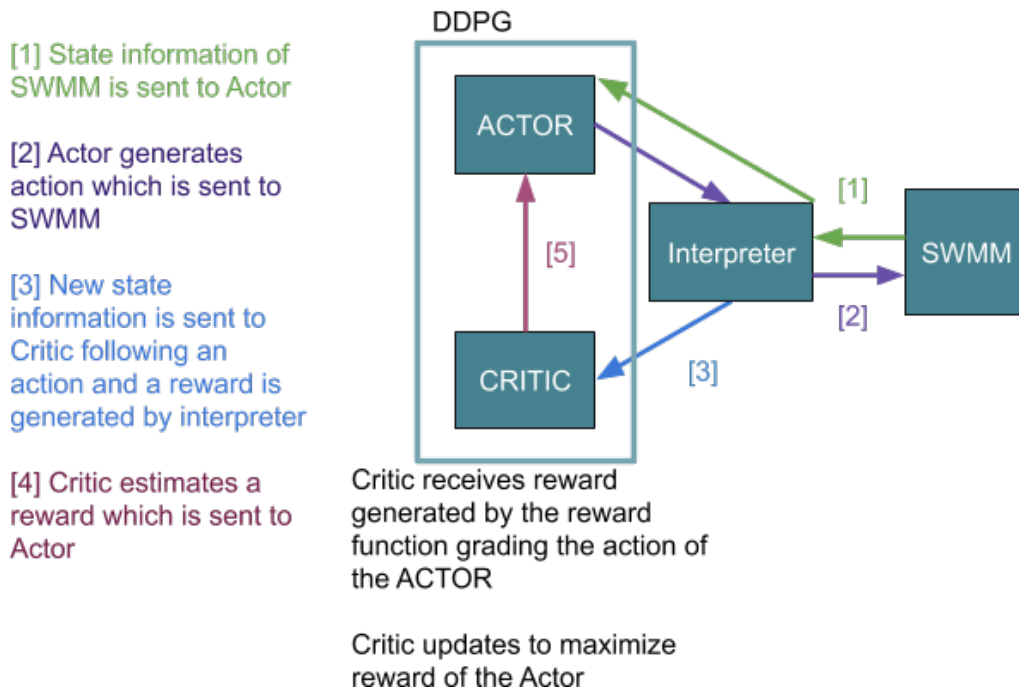 DDPG
[1] State information of
SWMM is sent to Actor
[2] Actor generates
action which is sent to
SWMM
[3] New state
information is sent to
Critic following an
action and a reward is
generated by interpreter
[4] Critic estimates a
reward which is sent to
Actor
ACTOR
[1]
Interpreter
SWMM
[5]
[2]
CRITIC
[3]
Critic receives reward
generated by the reward
function grading the action of
the ACTOR
Critic updates to maximize
reward of the Actor